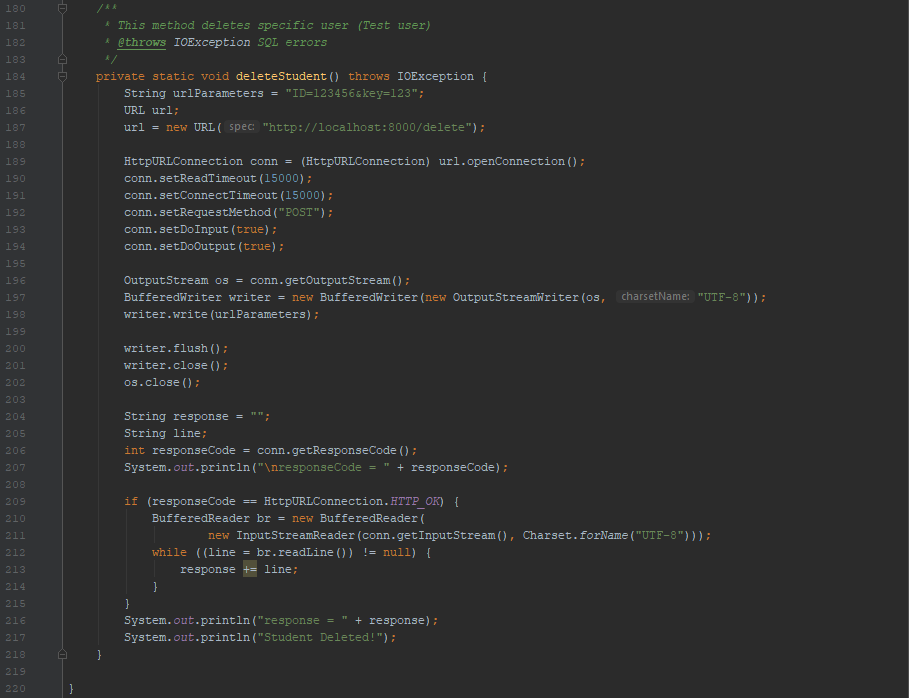 180 /**
181 * This method deletes specific user (Test user)
182 * @throws IOException SQL errors
183 */
184 private static void deleteStudent() throws IOException {
185 String urlParameters = "ID=123456&key=123";
186 URL url;
187 url = new URL( spec: "http://localhost:8000/delete");
188
189 HttpURLConnection conn = (HttpURLConnection) url.openConnection();
190 conn.setReadTimeout(15000);
191 conn.setConnectTimeout(15000);
192 conn.setRequestMethod("POST");
193 conn.setDoInput(true);
194 conn.setDoOutput(true);
195
196 OutputStream os = conn.getOutputStream();
197 BufferedWriter writer = new BufferedWriter(new OutputStreamWriter(os, charsetName: "UTF-8"));
198 writer.write(urlParameters);
199
200 writer.flush();
201 writer.close();
202 os.close();
203
204 String response = "";
205 String line;
206 int responseCode = conn.getResponseCode();
207 System.out.println("\nresponseCode = " + responseCode);
208
209 if (responseCode == HttpURLConnection.HTTP_OK) {
210 BufferedReader br = new BufferedReader(
211 new InputStreamReader(conn.getInputStream(), Charset.forName("UTF-8")));
212 while ((line = br.readLine()) != null) {
213 response += line;
214 }
215 }
216 System.out.println("response = " + response);
217 System.out.println("Student Deleted!");
218 }
219
220 }